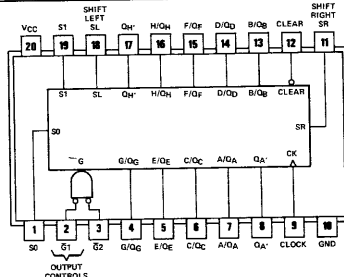 SHIFT LEFT SHIFT RIGHT
VCC S1 SL QH' H/QH F/QF D/QD B/QB CLEAR SR
20 19 18 17 16 15 14 13 12 11
S1 SL QH' H/QH F/QF D/QD B/QB CLEAR
S0 SR
G G/QG E/QE C/QC A/QA QA' CK
1 2 3 4 5 6 7 8 9 10
S0 G̅1 G̅2 G/QG E/QE C/QC A/QA QA' CLOCK GND
OUTPUT
CONTROLS